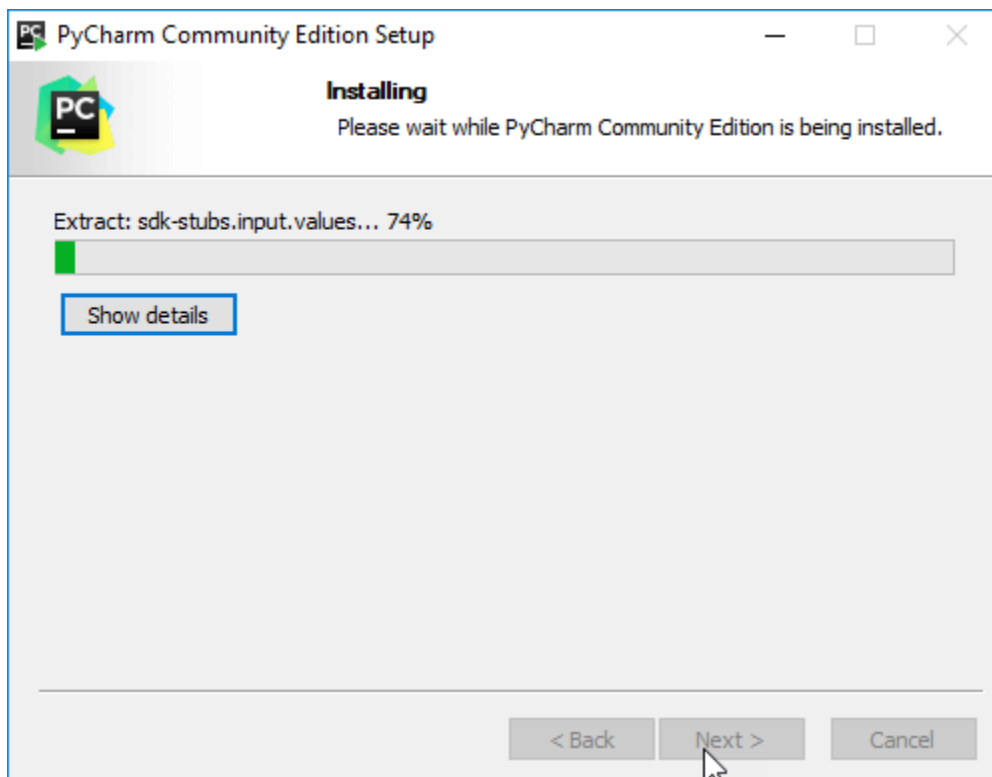 PC PyCharm Community Edition Setup
PC
Installing
Please wait while PyCharm Community Edition is being installed.
Extract: sdk-stubs.input.values... 74%
Show details
< Back
Next >
Cancel